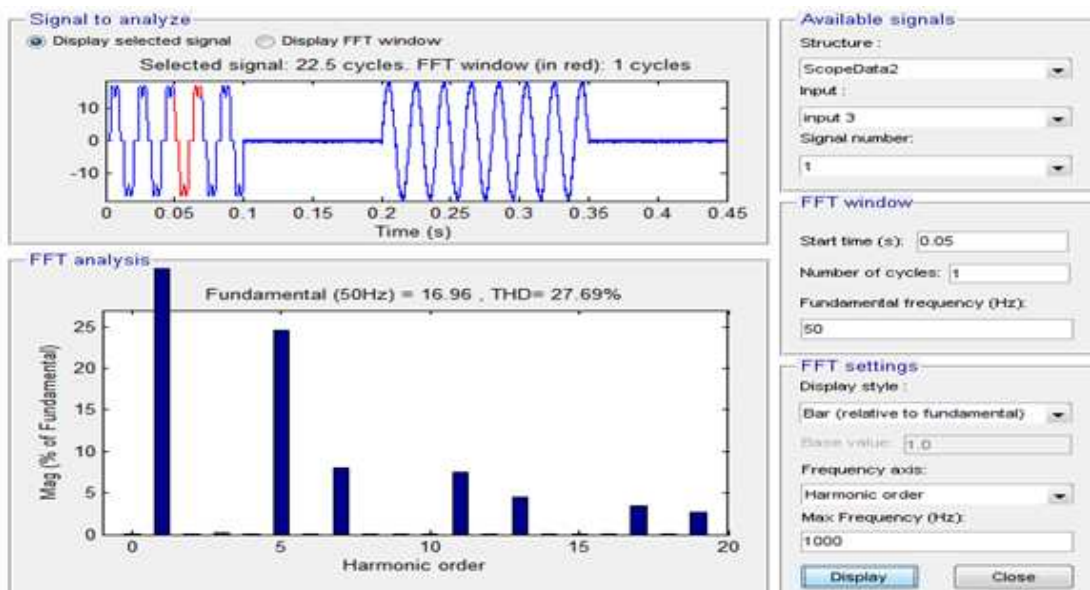 Signal to analyze
Display selected signal Display FFT window
Selected signal: 22.5 cycles. FFT window (in red): 1 cycles
10
0
-10
0 0.05 0.1 0.15 0.2 0.25 0.3 0.35 0.4 0.45
Time (s)
FFT analysis
Fundamental (50Hz) = 16.96 , THD= 27.69%
Mag (% of Fundamental)
25
20
15
10
5
0
0 5 10 15 20
Harmonic order
Available signals
Structure :
ScopeData2
Input :
input 3
Signal number:
1
FFT window
Start time (s): 0.05
Number of cycles: 1
Fundamental frequency (Hz):
50
FFT settings
Display style :
Bar (relative to fundamental)
Base value: 1.0
Frequency axis:
Harmonic order
Max Frequency (Hz):
1000
Display Close